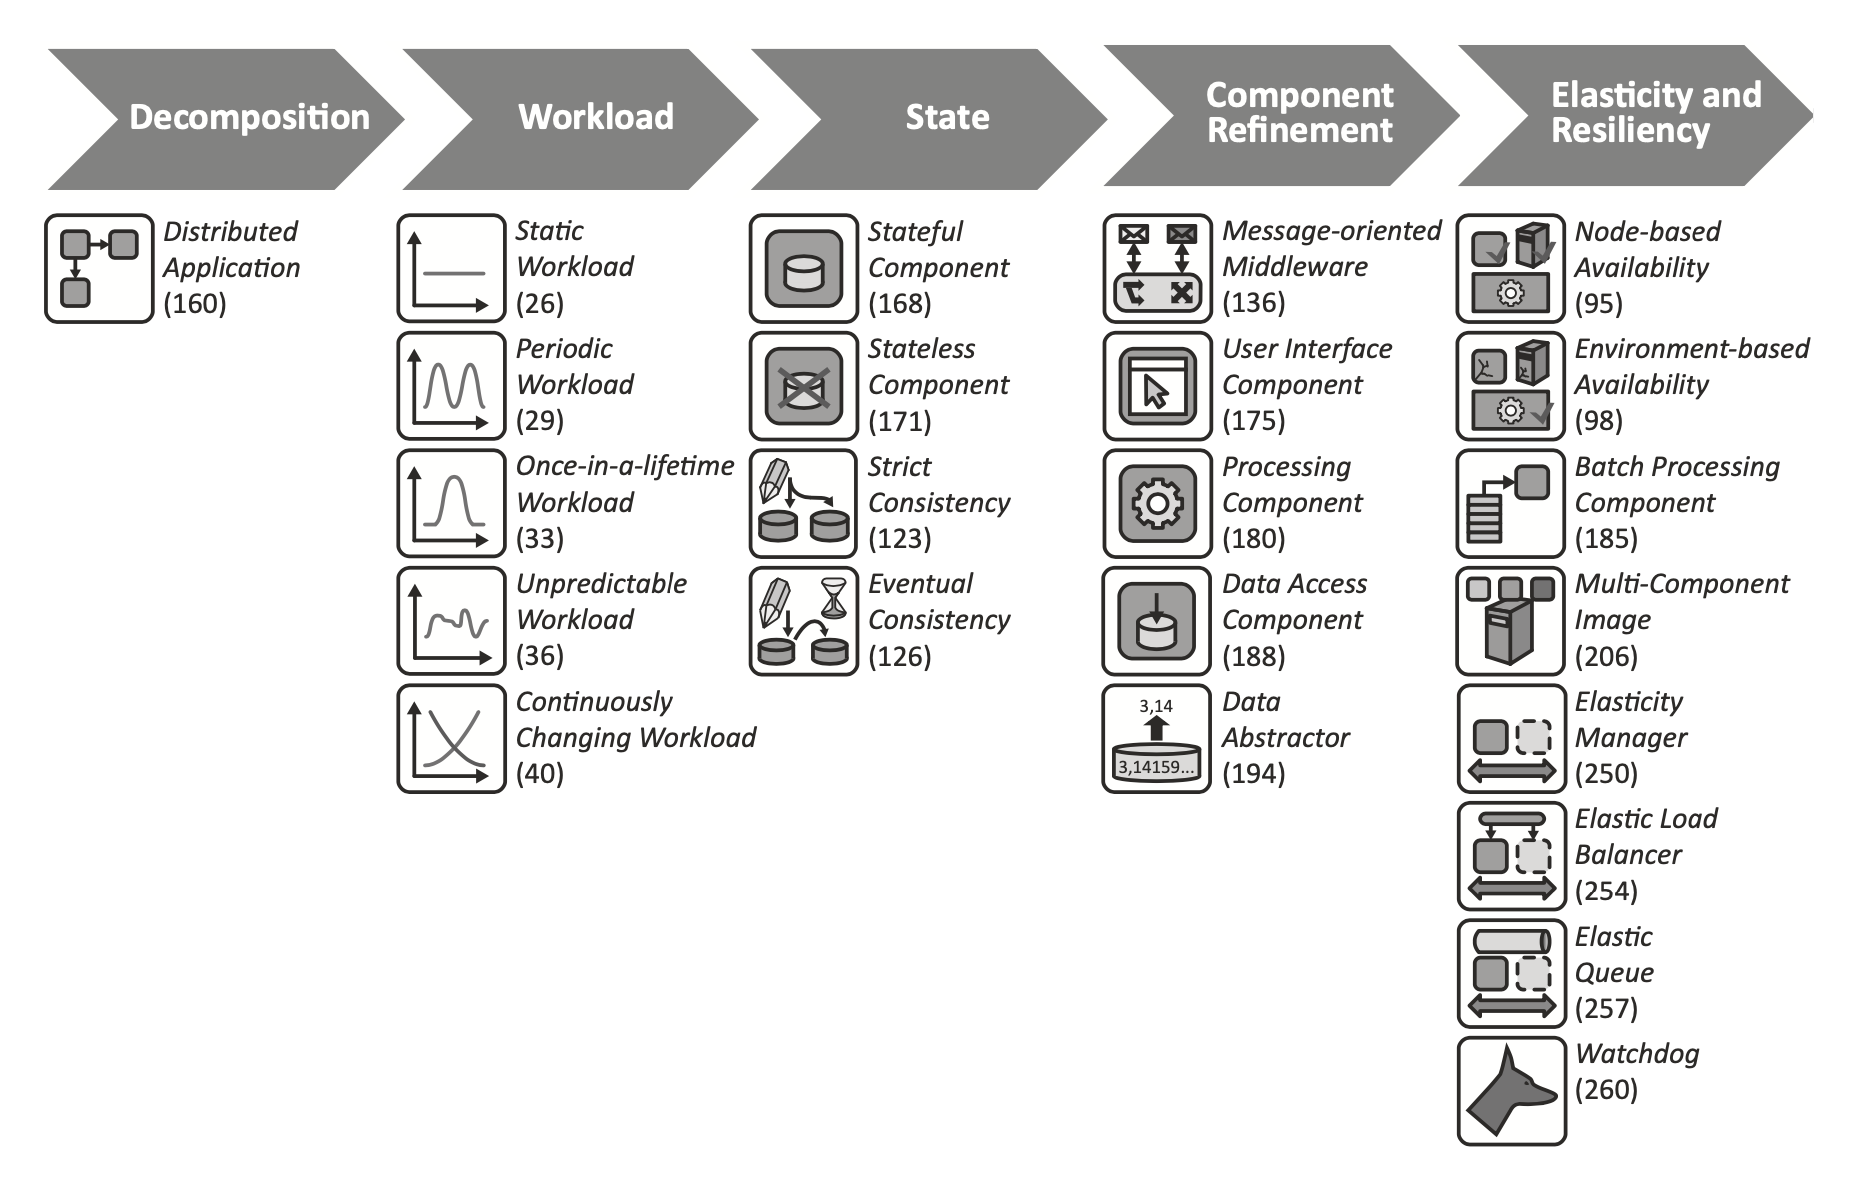 Decomposition
Workload
State
Component
Refinement
Elasticity and
Resiliency
Distributed
Application
(160)
Static
Workload
(26)
Periodic
Workload
(29)
Once-in-a-lifetime
Workload
(33)
Unpredictable
Workload
(36)
Continuously
Changing Workload
(40)
Stateful
Component
(168)
Stateless
Component
(171)
Strict
Consistency
(123)
Eventual
Consistency
(126)
Message-oriented
Middleware
(136)
User Interface
Component
(175)
Processing
Component
(180)
Data Access
Component
(188)
3,14
3,14159...
Data
Abstractor
(194)
Node-based
Availability
(95)
Environment-based
Availability
(98)
Batch Processing
Component
(185)
Multi-Component
Image
(206)
Elasticity
Manager
(250)
Elastic Load
Balancer
(254)
Elastic
Queue
(257)
Watchdog
(260)